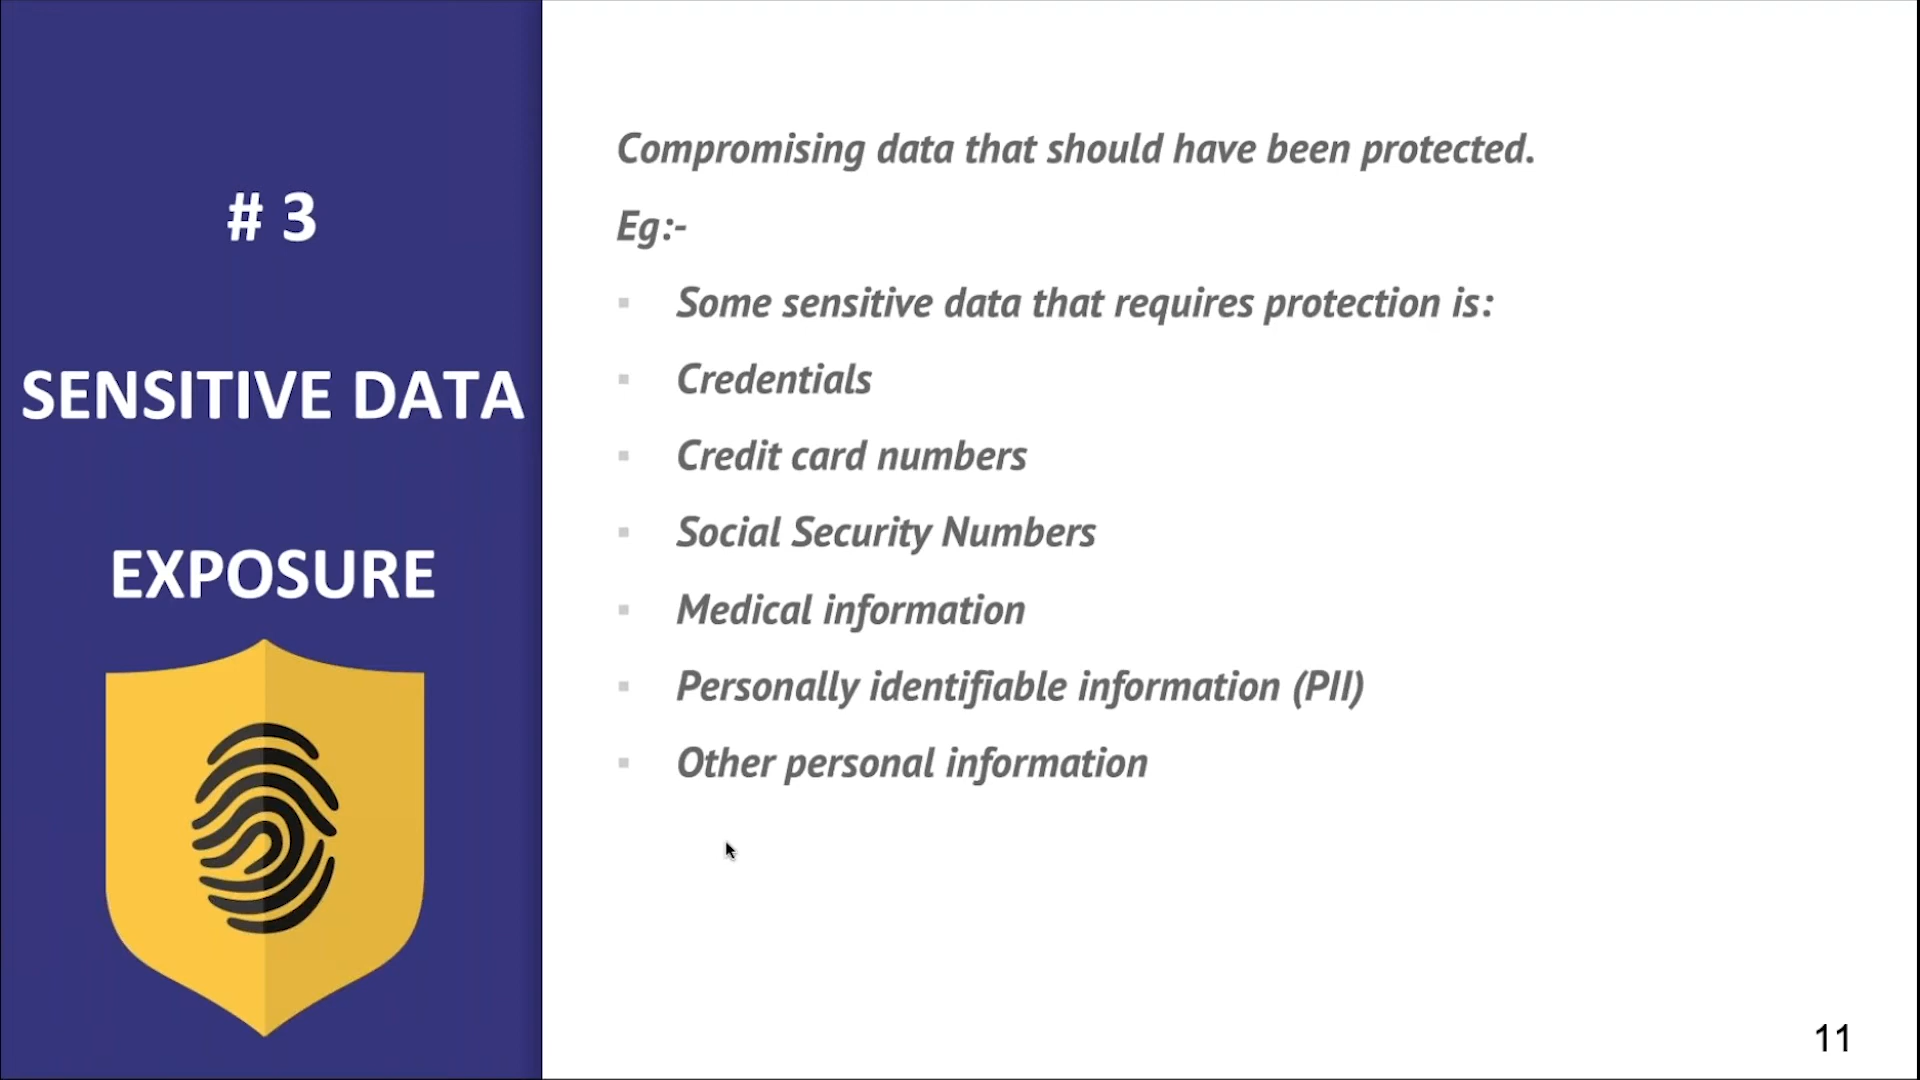 # 3
SENSITIVE DATA
EXPOSURE
Compromising data that should have been protected.
Eg:-
Some sensitive data that requires protection is:
Credentials
Credit card numbers
Social Security Numbers
Medical information
Personally identifiable information (PII)
Other personal information
11